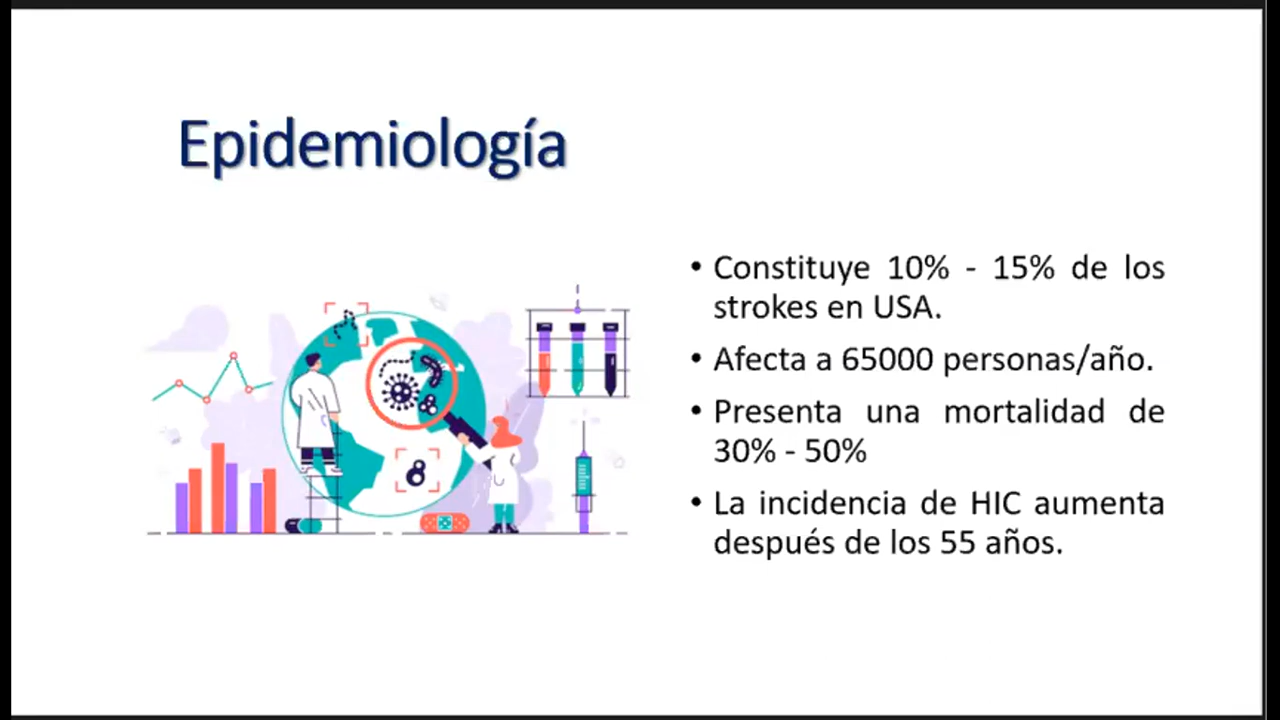 Epidemiología
• Constituye 10% - 15% de los
strokes en USA.
• Afecta a 65000 personas/año.
• Presenta una mortalidad de
30% - 50%
• La incidencia de HIC aumenta
después de los 55 años.